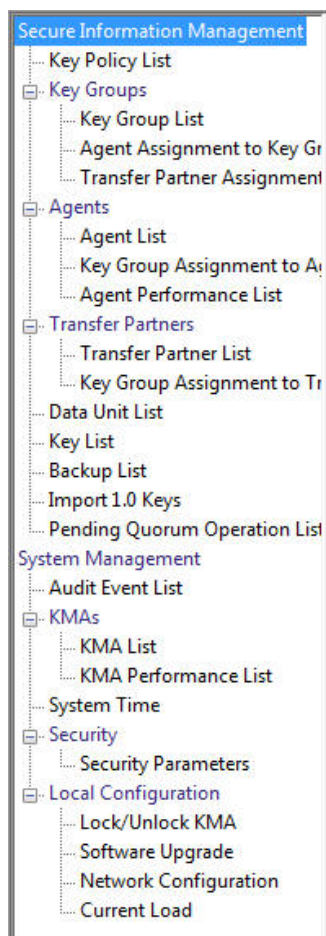 Secure Information Management
Key Policy List
Key Groups
Key Group List
Agent Assignment to Key Gr
Transfer Partner Assignment
Agents
Agent List
Key Group Assignment to Ag
Agent Performance List
Transfer Partners
Transfer Partner List
Key Group Assignment to Tr
Data Unit List
Key List
Backup List
Import 1.0 Keys
Pending Quorum Operation List
System Management
Audit Event List
KMAs
KMA List
KMA Performance List
System Time
Security
Security Parameters
Local Configuration
Lock/Unlock KMA
Software Upgrade
Network Configuration
Current Load